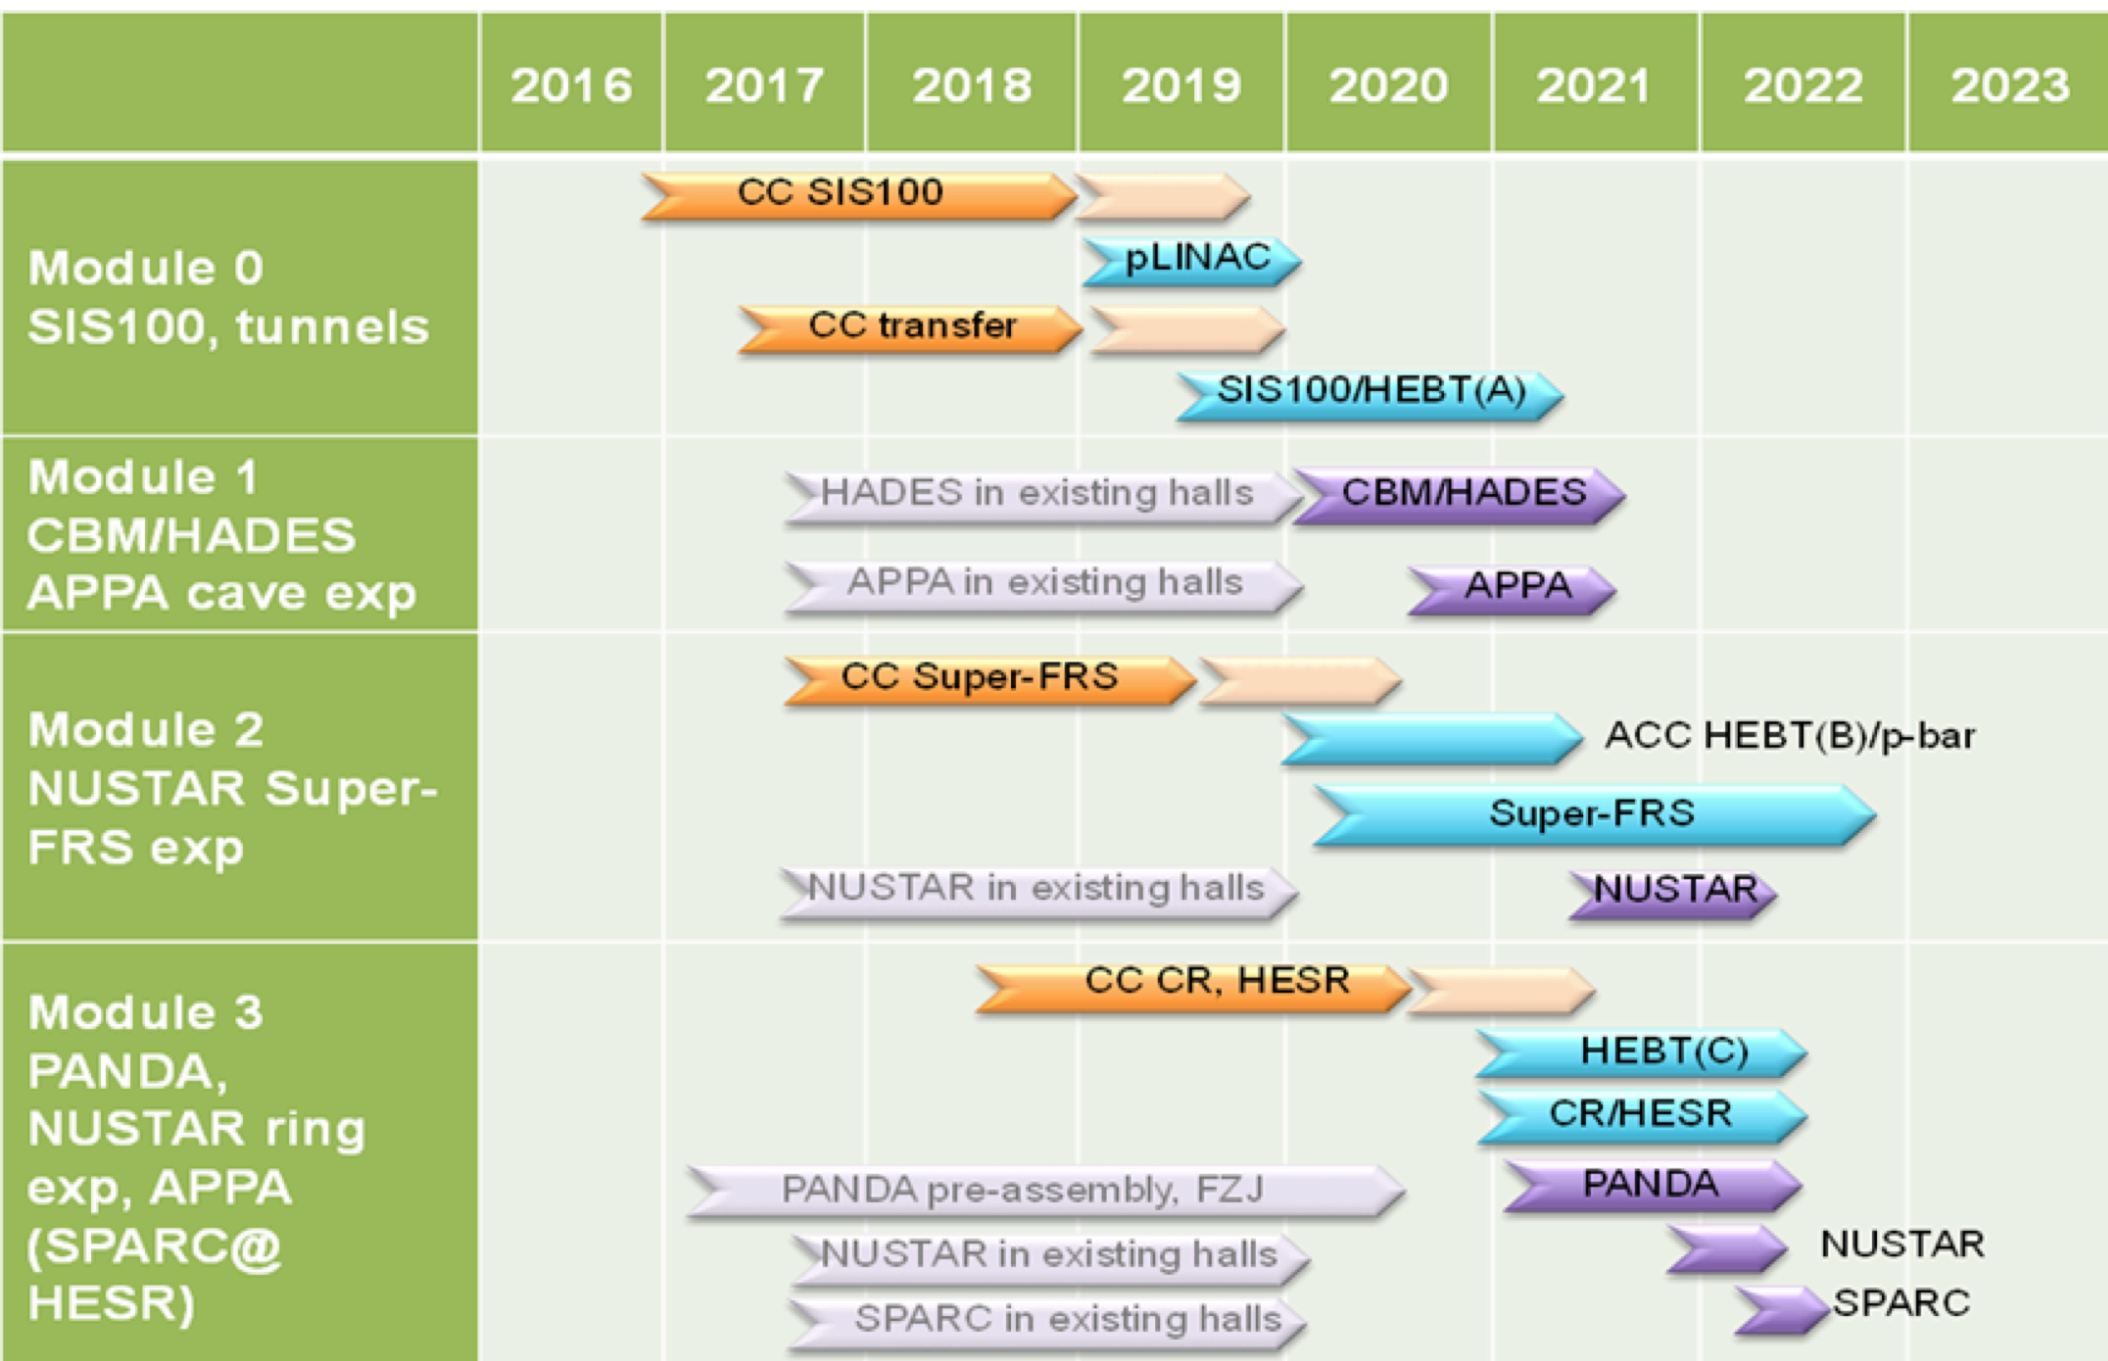 2016 2017 2018 2019 2020 2021 2022 2023
Module 0
SIS100, tunnels
CC SIS100
pLINAC
CC transfer
SIS100/HEBT(A)
Module 1
CBM/HADES
APPA cave exp
HADES in existing halls
CBM/HADES
APPA in existing halls
APPA
Module 2
NUSTAR Super-
FRS exp
CC Super-FRS
ACC HEBT(B)/p-bar
Super-FRS
NUSTAR in existing halls
NUSTAR
Module 3
PANDA,
NUSTAR ring
exp, APPA
(SPARC@
HESR)
CC CR, HESR
HEBT(C)
CR/HESR
PANDA pre-assembly, FZJ
PANDA
NUSTAR in existing halls
NUSTAR
SPARC in existing halls
SPARC